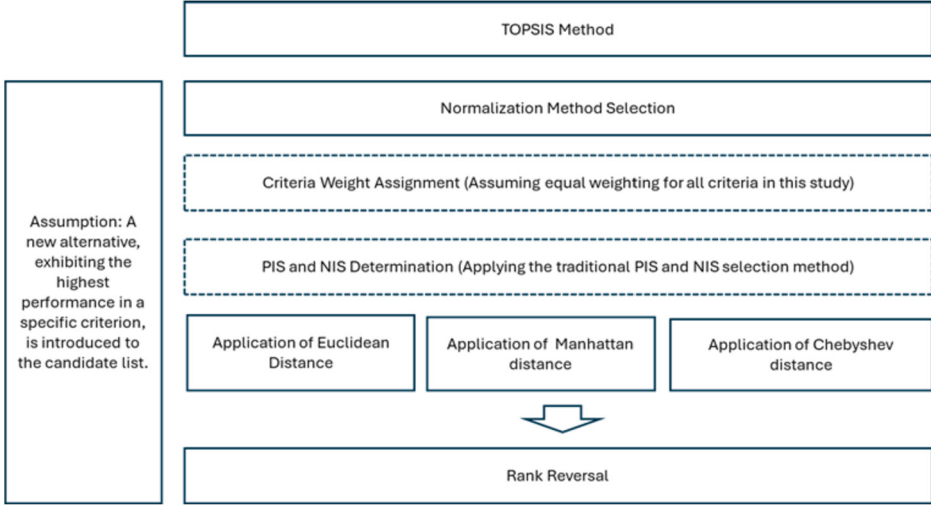 TOPSIS Method
Normalization Method Selection
Criteria Weight Assignment (Assuming equal weighting for all criteria in this study)
Assumption: A
new alternative,
exhibiting the
highest
performance in a
specific criterion,
is introduced to
the candidate list.
PIS and NIS Determination (Applying the traditional PIS and NIS selection method)
Application of Euclidean
Distance
Application of Manhattan
distance
Application of Chebyshev
distance
Rank Reversal